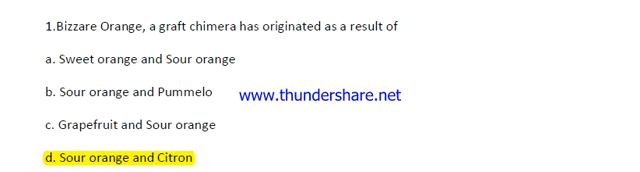 1.Bizzare Orange, a graft chimera has originated as a result of
a. Sweet orange and Sour orange
b. Sour orange and Pummelo
www.thundershare.net
c. Grapefruit and Sour orange
d. Sour orange and Citron